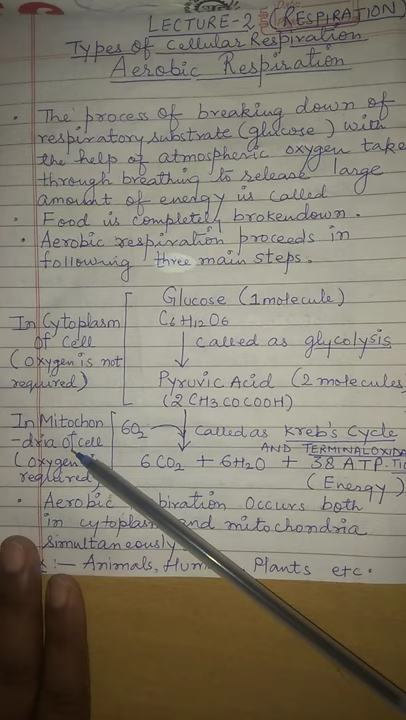 LECTURE-2 (RESPIRATION)
Types of Cellular Respiration
Aerobic Respiration
• The process of breaking down of
respiratory substrate (glucose) with
the help of atmospheric oxygen take
through breathing to release large
amount of energy is called
• Food is completely brokendown.
• Aerobic respiration proceeds in
following three main steps.
Glucose (1 molecule)
In Cytoplasm C6H12O6
of Cell ↓ called as glycolysis
(Oxygen is not
required) Pyruvic Acid (2 molecules
(2 CH3COCOOH)
In Mitochon 6O2 → ↓ called as Kreb's Cycle
-dria of cell AND TERMINALOXIDA
(Oxygen 6CO2 + 6H2O + 38 ATP
required) (Energy)
• Aerobic Occurs both
in cytoplasm and mitochondria
simultaneously
:— Animals, Plants etc.